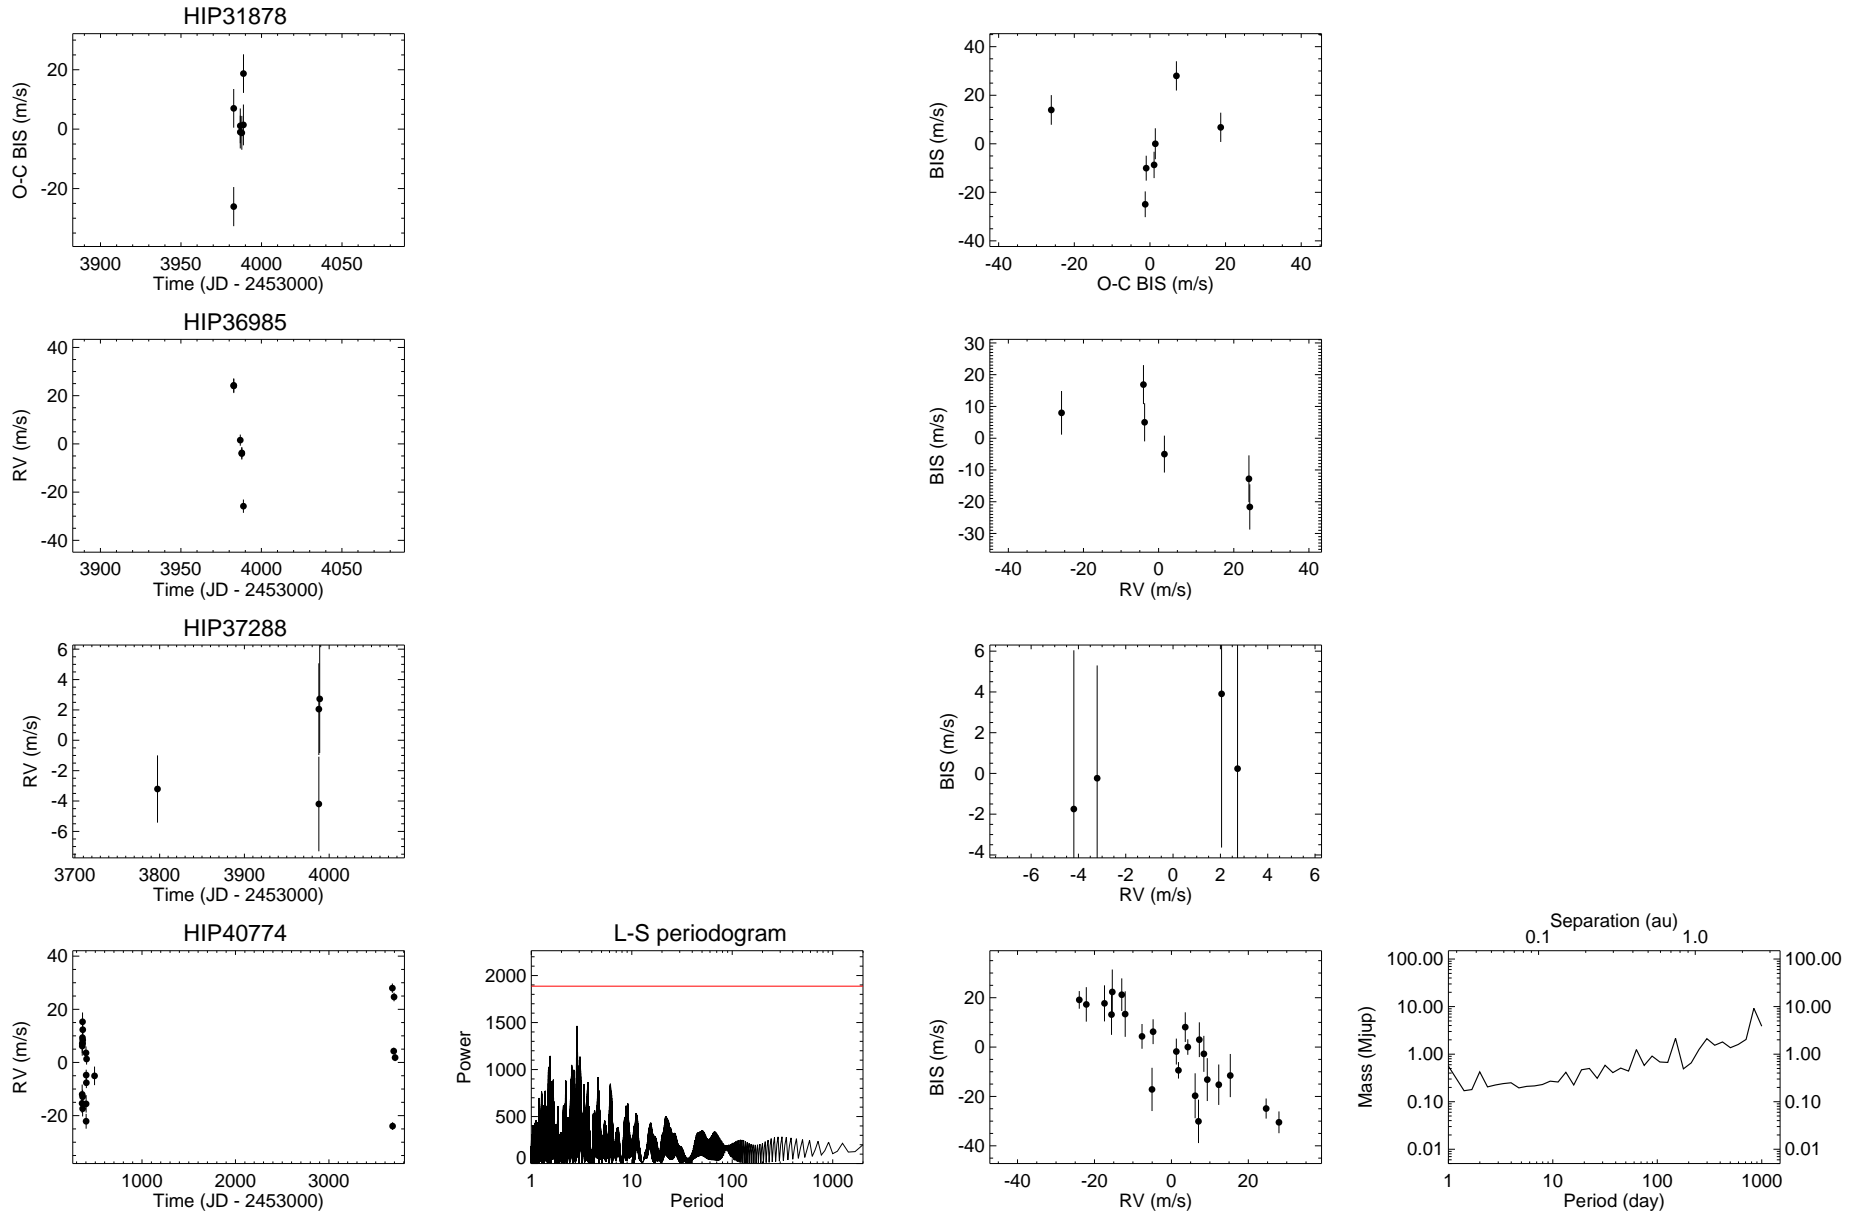 HIP31878
20
0
-20
O-C BIS (m/s)
3900 3950 4000 4050
Time (JD - 2453000)
40
20
0
-20
-40
BIS (m/s)
-40 -20 0 20 40
O-C BIS (m/s)
HIP36985
40
20
0
-20
-40
RV (m/s)
3900 3950 4000 4050
Time (JD - 2453000)
30
20
10
0
-10
-20
-30
BIS (m/s)
-40 -20 0 20 40
RV (m/s)
HIP37288
6
4
2
0
-2
-4
-6
RV (m/s)
3700 3800 3900 4000
Time (JD - 2453000)
6
4
2
0
-2
-4
BIS (m/s)
-6 -4 -2 0 2 4 6
RV (m/s)
HIP40774
40
20
0
-20
RV (m/s)
1000 2000 3000
Time (JD - 2453000)
L-S periodogram
2000
1500
1000
500
0
Power
1 10 100 1000
Period
20
0
-20
-40
BIS (m/s)
-40 -20 0 20
RV (m/s)
Separation (au)
0.1 1.0
100.00 100.00
10.00 10.00
1.00 1.00
0.10 0.10
0.01 0.01
Mass (Mjup)
1 10 100 1000
Period (day)